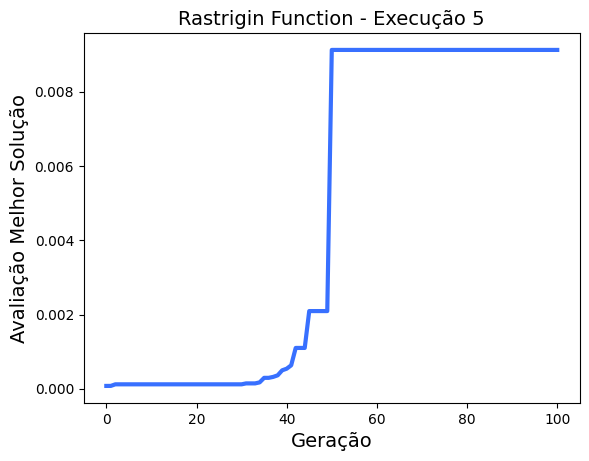 Rastrigin Function - Execução 5
Avaliação Melhor Solução
0.008
0.006
0.004
0.002
0.000
0 20 40 60 80 100
Geração